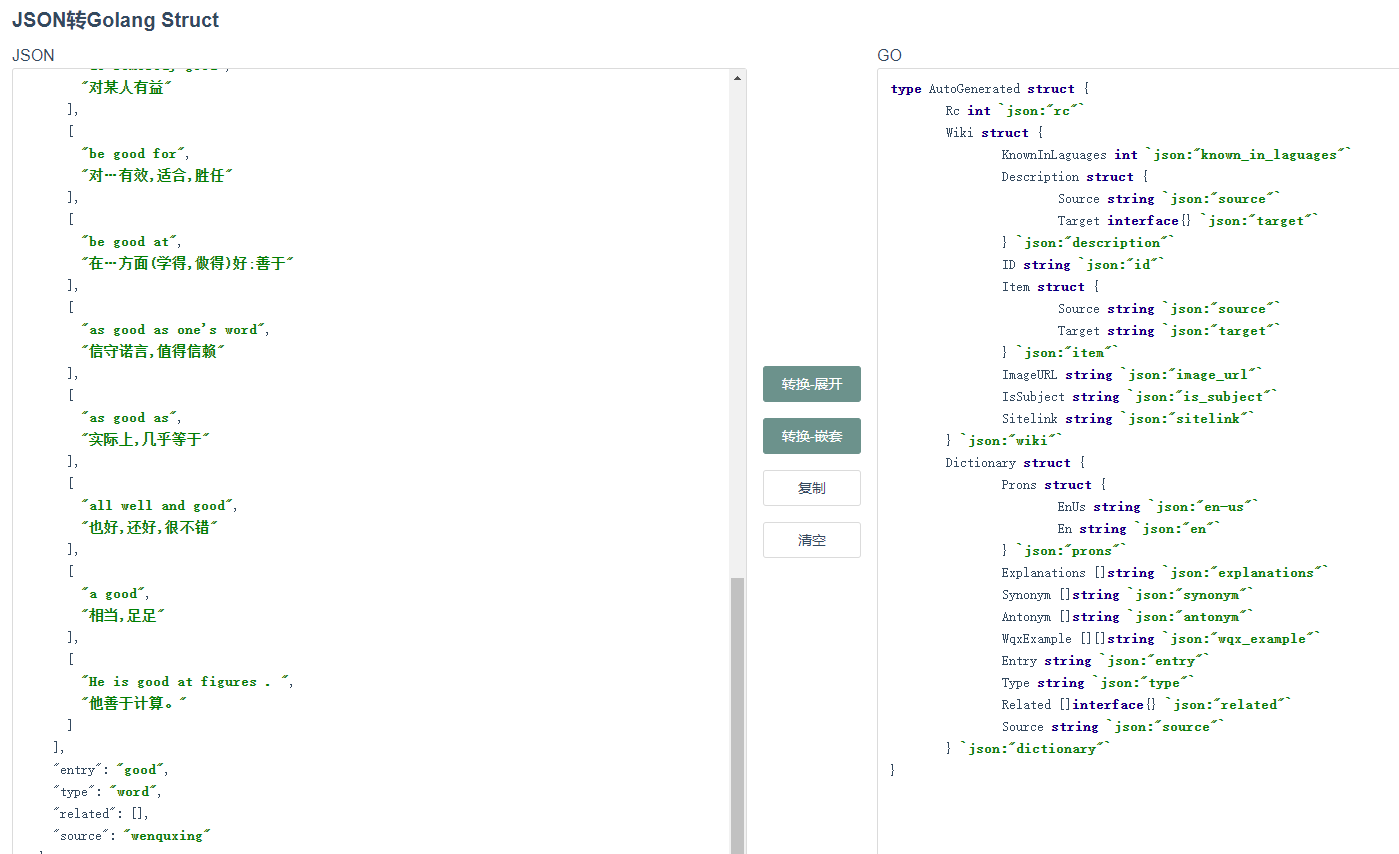 JSON转Golang Struct
JSON
"对某人有益"
],
[
"be good for",
"对…有效,适合,胜任"
],
[
"be good at",
"在…方面(学得,做得)好;善于"
],
[
"as good as one's word",
"信守诺言,值得信赖"
],
[
"as good as",
"实际上,几乎等于"
],
[
"all well and good",
"也好,还好,很不错"
],
[
"a good",
"相当,足足"
],
[
"He is good at figures . ",
"他善于计算。"
]
],
"entry": "good",
"type": "word",
"related": [],
"source": "wenquxing"
转换-展开
转换-嵌套
复制
清空
GO
type AutoGenerated struct {
Rc int `json:"rc"`
Wiki struct {
KnownInLaguages int `json:"known_in_laguages"`
Description struct {
Source string `json:"source"`
Target interface{} `json:"target"`
} `json:"description"`
ID string `json:"id"`
Item struct {
Source string `json:"source"`
Target string `json:"target"`
} `json:"item"`
ImageURL string `json:"image_url"`
IsSubject string `json:"is_subject"`
Sitelink string `json:"sitelink"`
} `json:"wiki"`
Dictionary struct {
Prons struct {
EnUs string `json:"en-us"`
En string `json:"en"`
} `json:"prons"`
Explanations []string `json:"explanations"`
Synonym []string `json:"synonym"`
Antonym []string `json:"antonym"`
WqxExample [][]string `json:"wqx_example"`
Entry string `json:"entry"`
Type string `json:"type"`
Related []interface{} `json:"related"`
Source string `json:"source"`
} `json:"dictionary"`
}